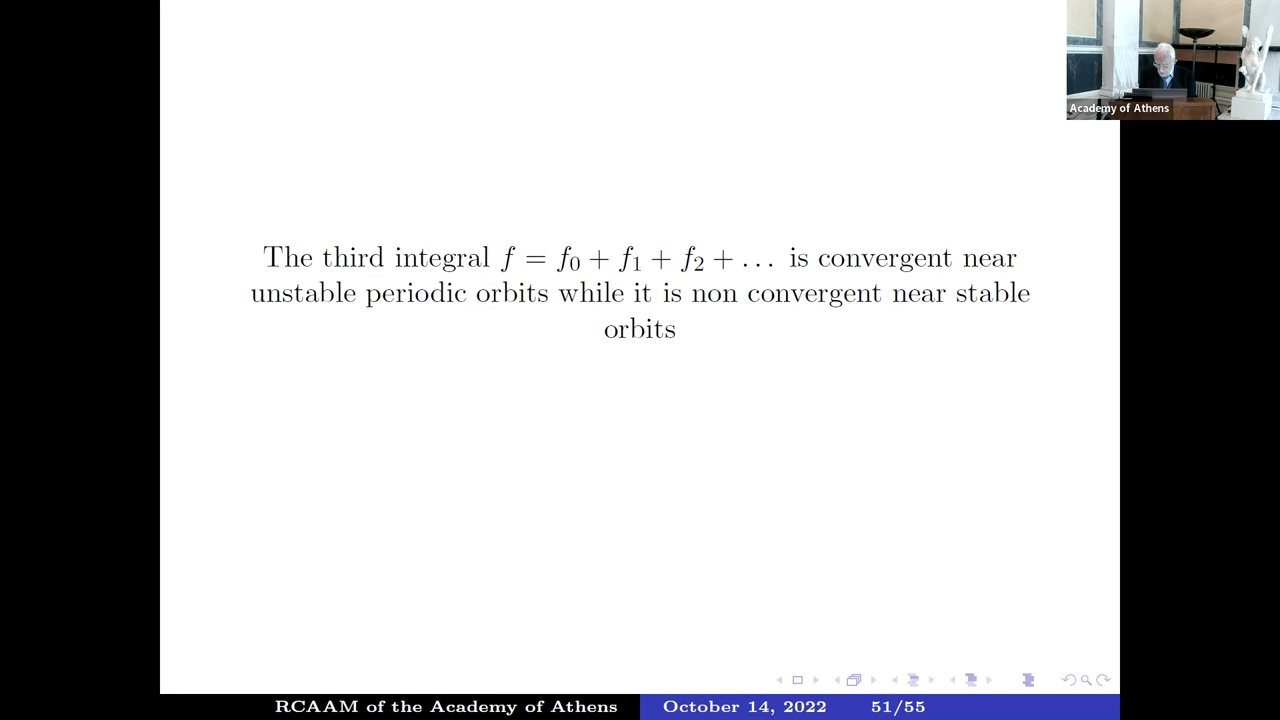 Academy of Athens
The third integral f = f₀ + f₁ + f₂ + ... is convergent near
unstable periodic orbits while it is non convergent near stable
orbits
RCAAM of the Academy of Athens October 14, 2022 51/55